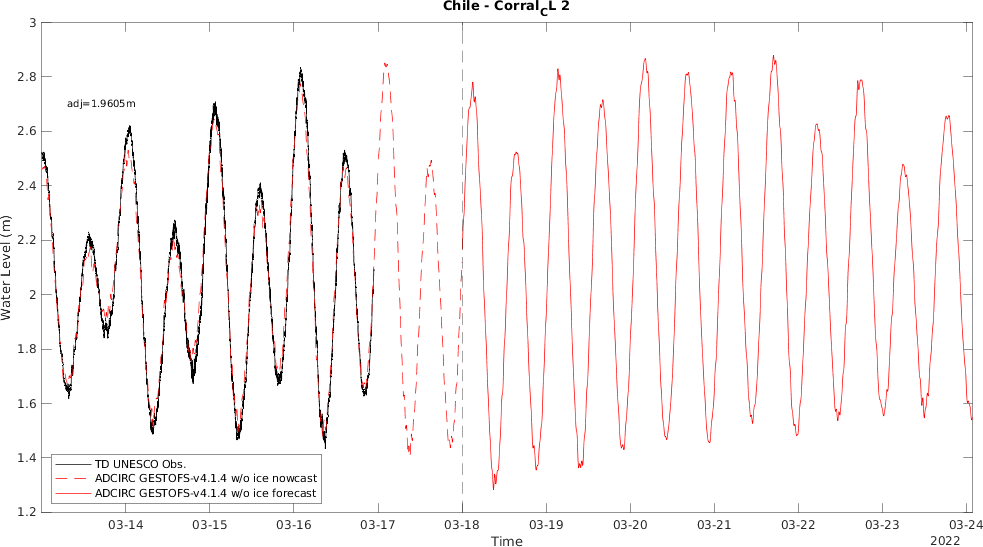 Chile - Corral_CL 2
3
2.8
adj=1.9605m
2.6
2.4
2.2
2
1.8
1.6
1.4
1.2
Water Level (m)
TD UNESCO Obs.
ADCIRC GESTOFS-v4.1.4 w/o ice nowcast
ADCIRC GESTOFS-v4.1.4 w/o ice forecast
03-14 03-15 03-16 03-17 03-18 03-19 03-20 03-21 03-22 03-23 03-24
Time
2022